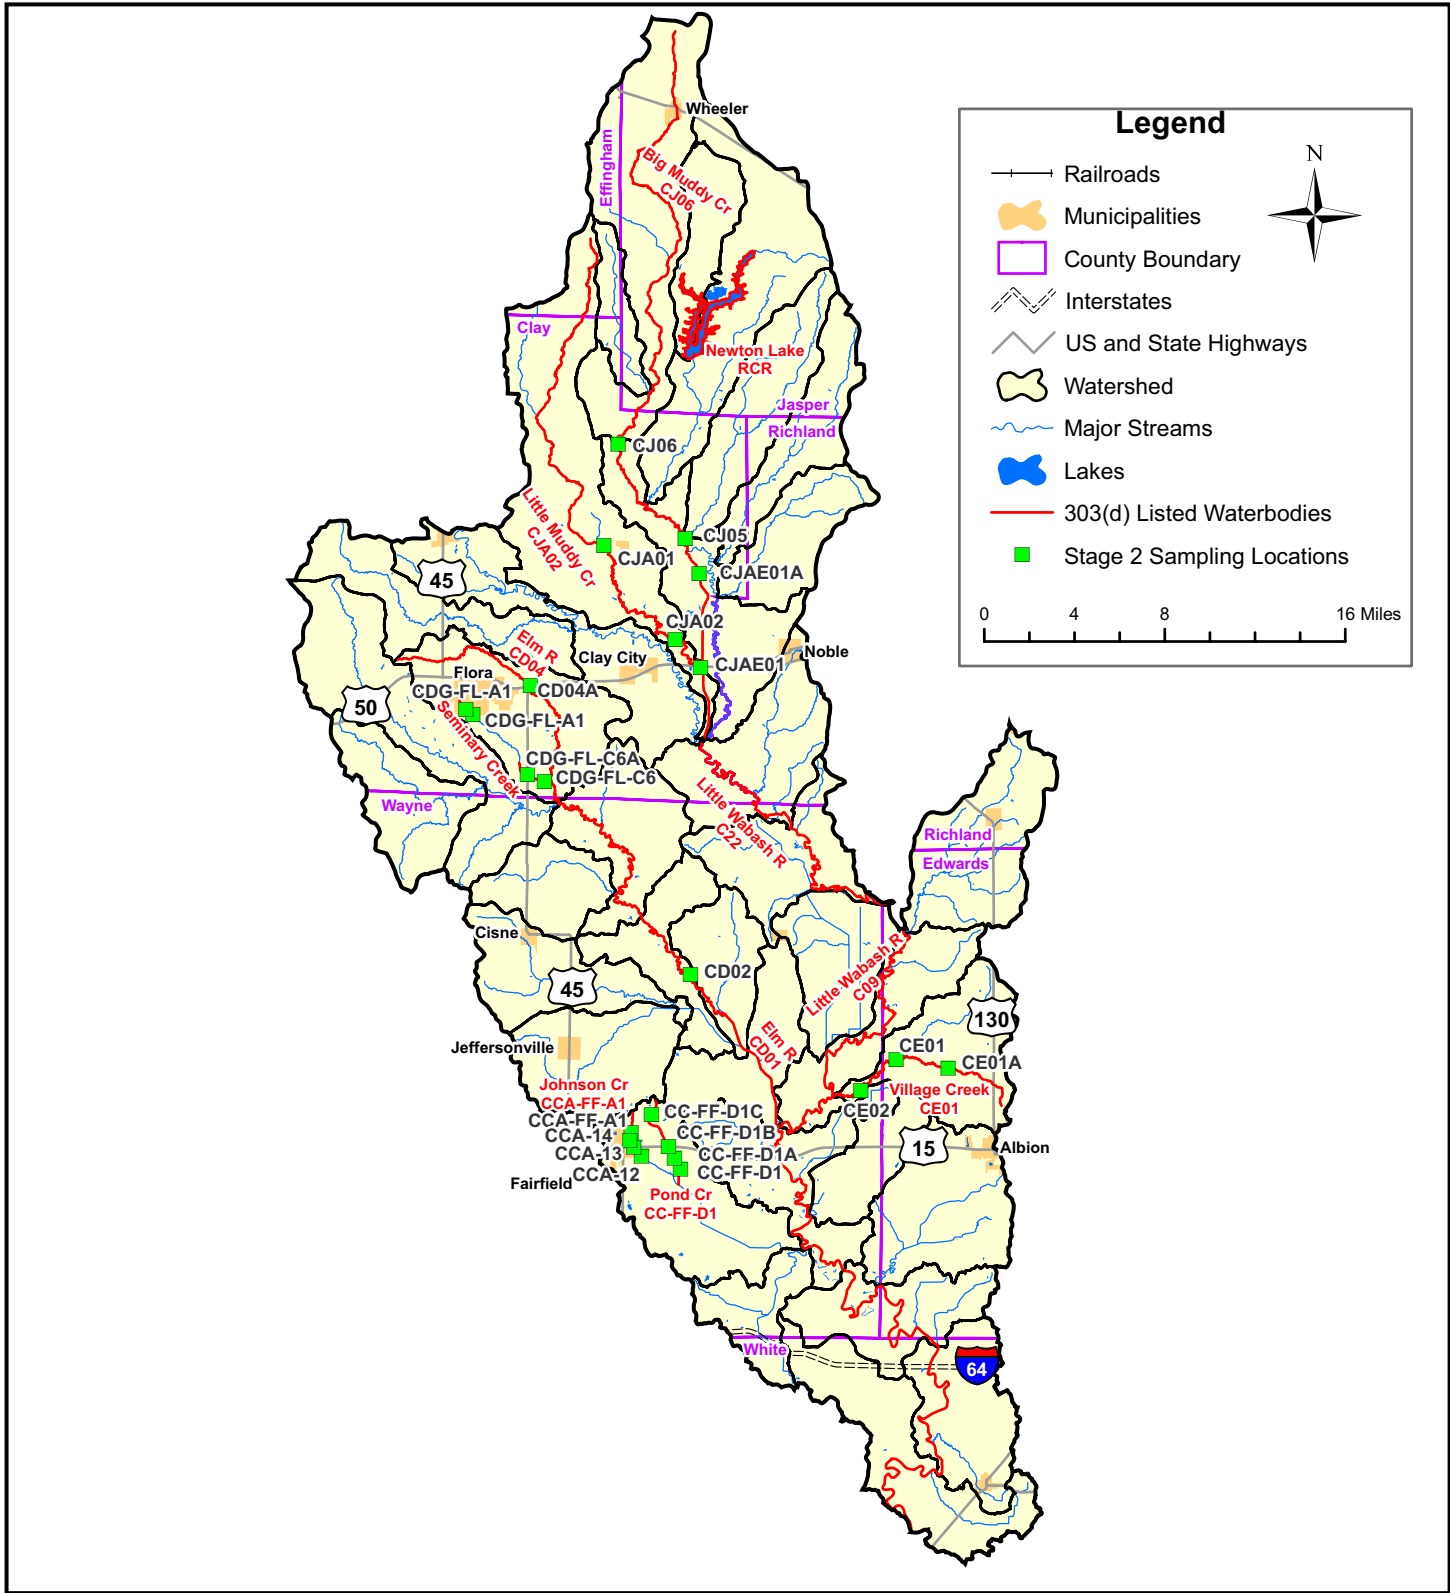 Wheeler
Effingham
Big Muddy Cr
CJ06
Legend
N
Railroads
Municipalities
County Boundary
Interstates
US and State Highways
Watershed
Major Streams
Lakes
303(d) Listed Waterbodies
Stage 2 Sampling Locations
0 4 8 16 Miles
Clay
Newton Lake
RCR
Jasper
Richland
CJ06
Little Muddy Cr
CJA02
CJ05
CJA01
CJAE01A
45
CJA02
Elm R
CD04
Clay City
Noble
CJAE01
Flora
CDG-FL-A1
CD04A
50
CDG-FL-A1
Seminary Creek
CDG-FL-C6A
CDG-FL-C6
Wayne
Little Wabash R
C22
Richland
Edwards
Cisne
CD02
Little Wabash R
C09
45
130
Elm R
CD01
Jeffersonville
CE01
CE01A
Johnson Cr
CCA-FF-A1
Village Creek
CE01
CE02
CC-FF-D1C
CCA-FF-A1
CC-FF-D1B
CCA-14
CCA-13
CC-FF-D1A
15
Albion
CCA-12
CC-FF-D1
Fairfield
Pond Cr
CC-FF-D1
White
64